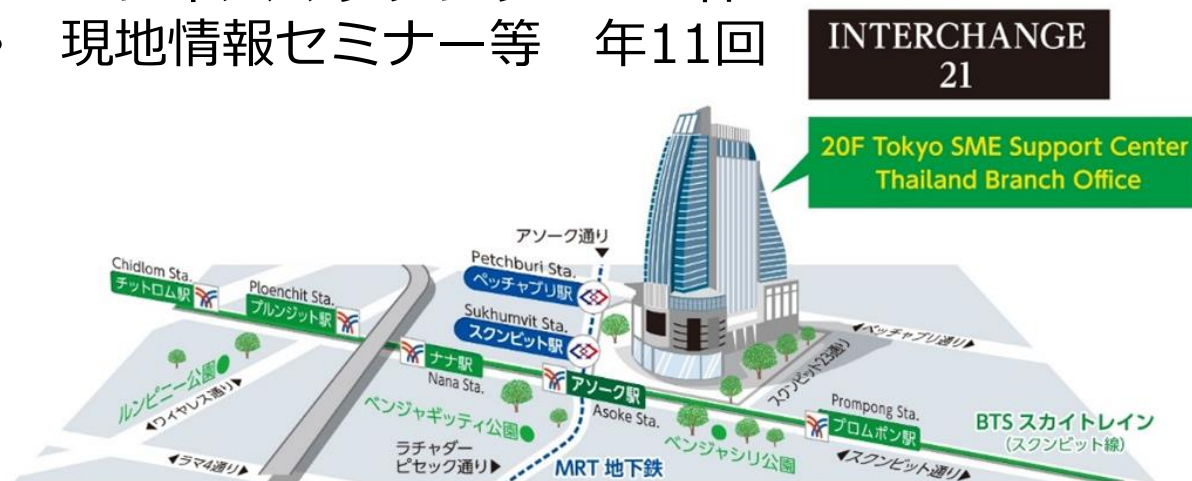 ・ 現地情報セミナー等　年11回
INTERCHANGE
21
20F Tokyo SME Support Center
Thailand Branch Office
アソーク通り
Petchburi Sta.
ペッチャブリ駅
Chidlom Sta.
チットロム駅
Ploenchit Sta.
プルンジット駅
Sukhumvit Sta.
スクンビット駅
ナナ駅
Nana Sta.
アソーク駅
Asoke Sta.
◀ペッチャブリ通り▶
スクンビット23通り
Prompong Sta.
プロムポン駅
BTS スカイトレイン
(スクンビット線)
ルンピニー公園
◀ワイヤレス通り▶
ベンジャギッティ公園
ベンジャシリ公園
◀スクンビット通り▶
◀ラマ4通り▶
ラチャダー
ピセック通り▶
MRT 地下鉄